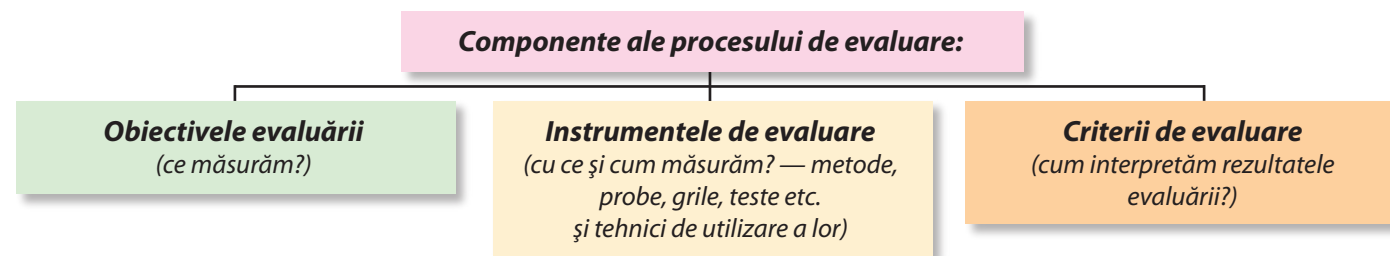 Componente ale procesului de evaluare:
Obiectivele evaluării
(ce măsurăm?)
Instrumentele de evaluare
(cu ce şi cum măsurăm? — metode,
probe, grile, teste etc.
şi tehnici de utilizare a lor)
Criterii de evaluare
(cum interpretăm rezultatele
evaluării?)